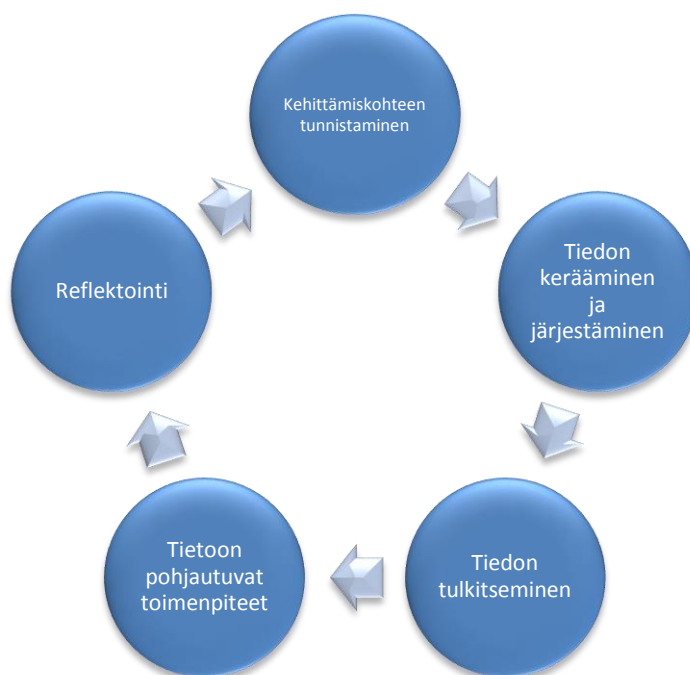 Kehittämiskohteen
tunnistaminen
Tiedon
kerääminen
ja
järjestäminen
Tiedon
tulkitseminen
Tietoon
pohjautuvat
toimenpiteet
Reflektointi